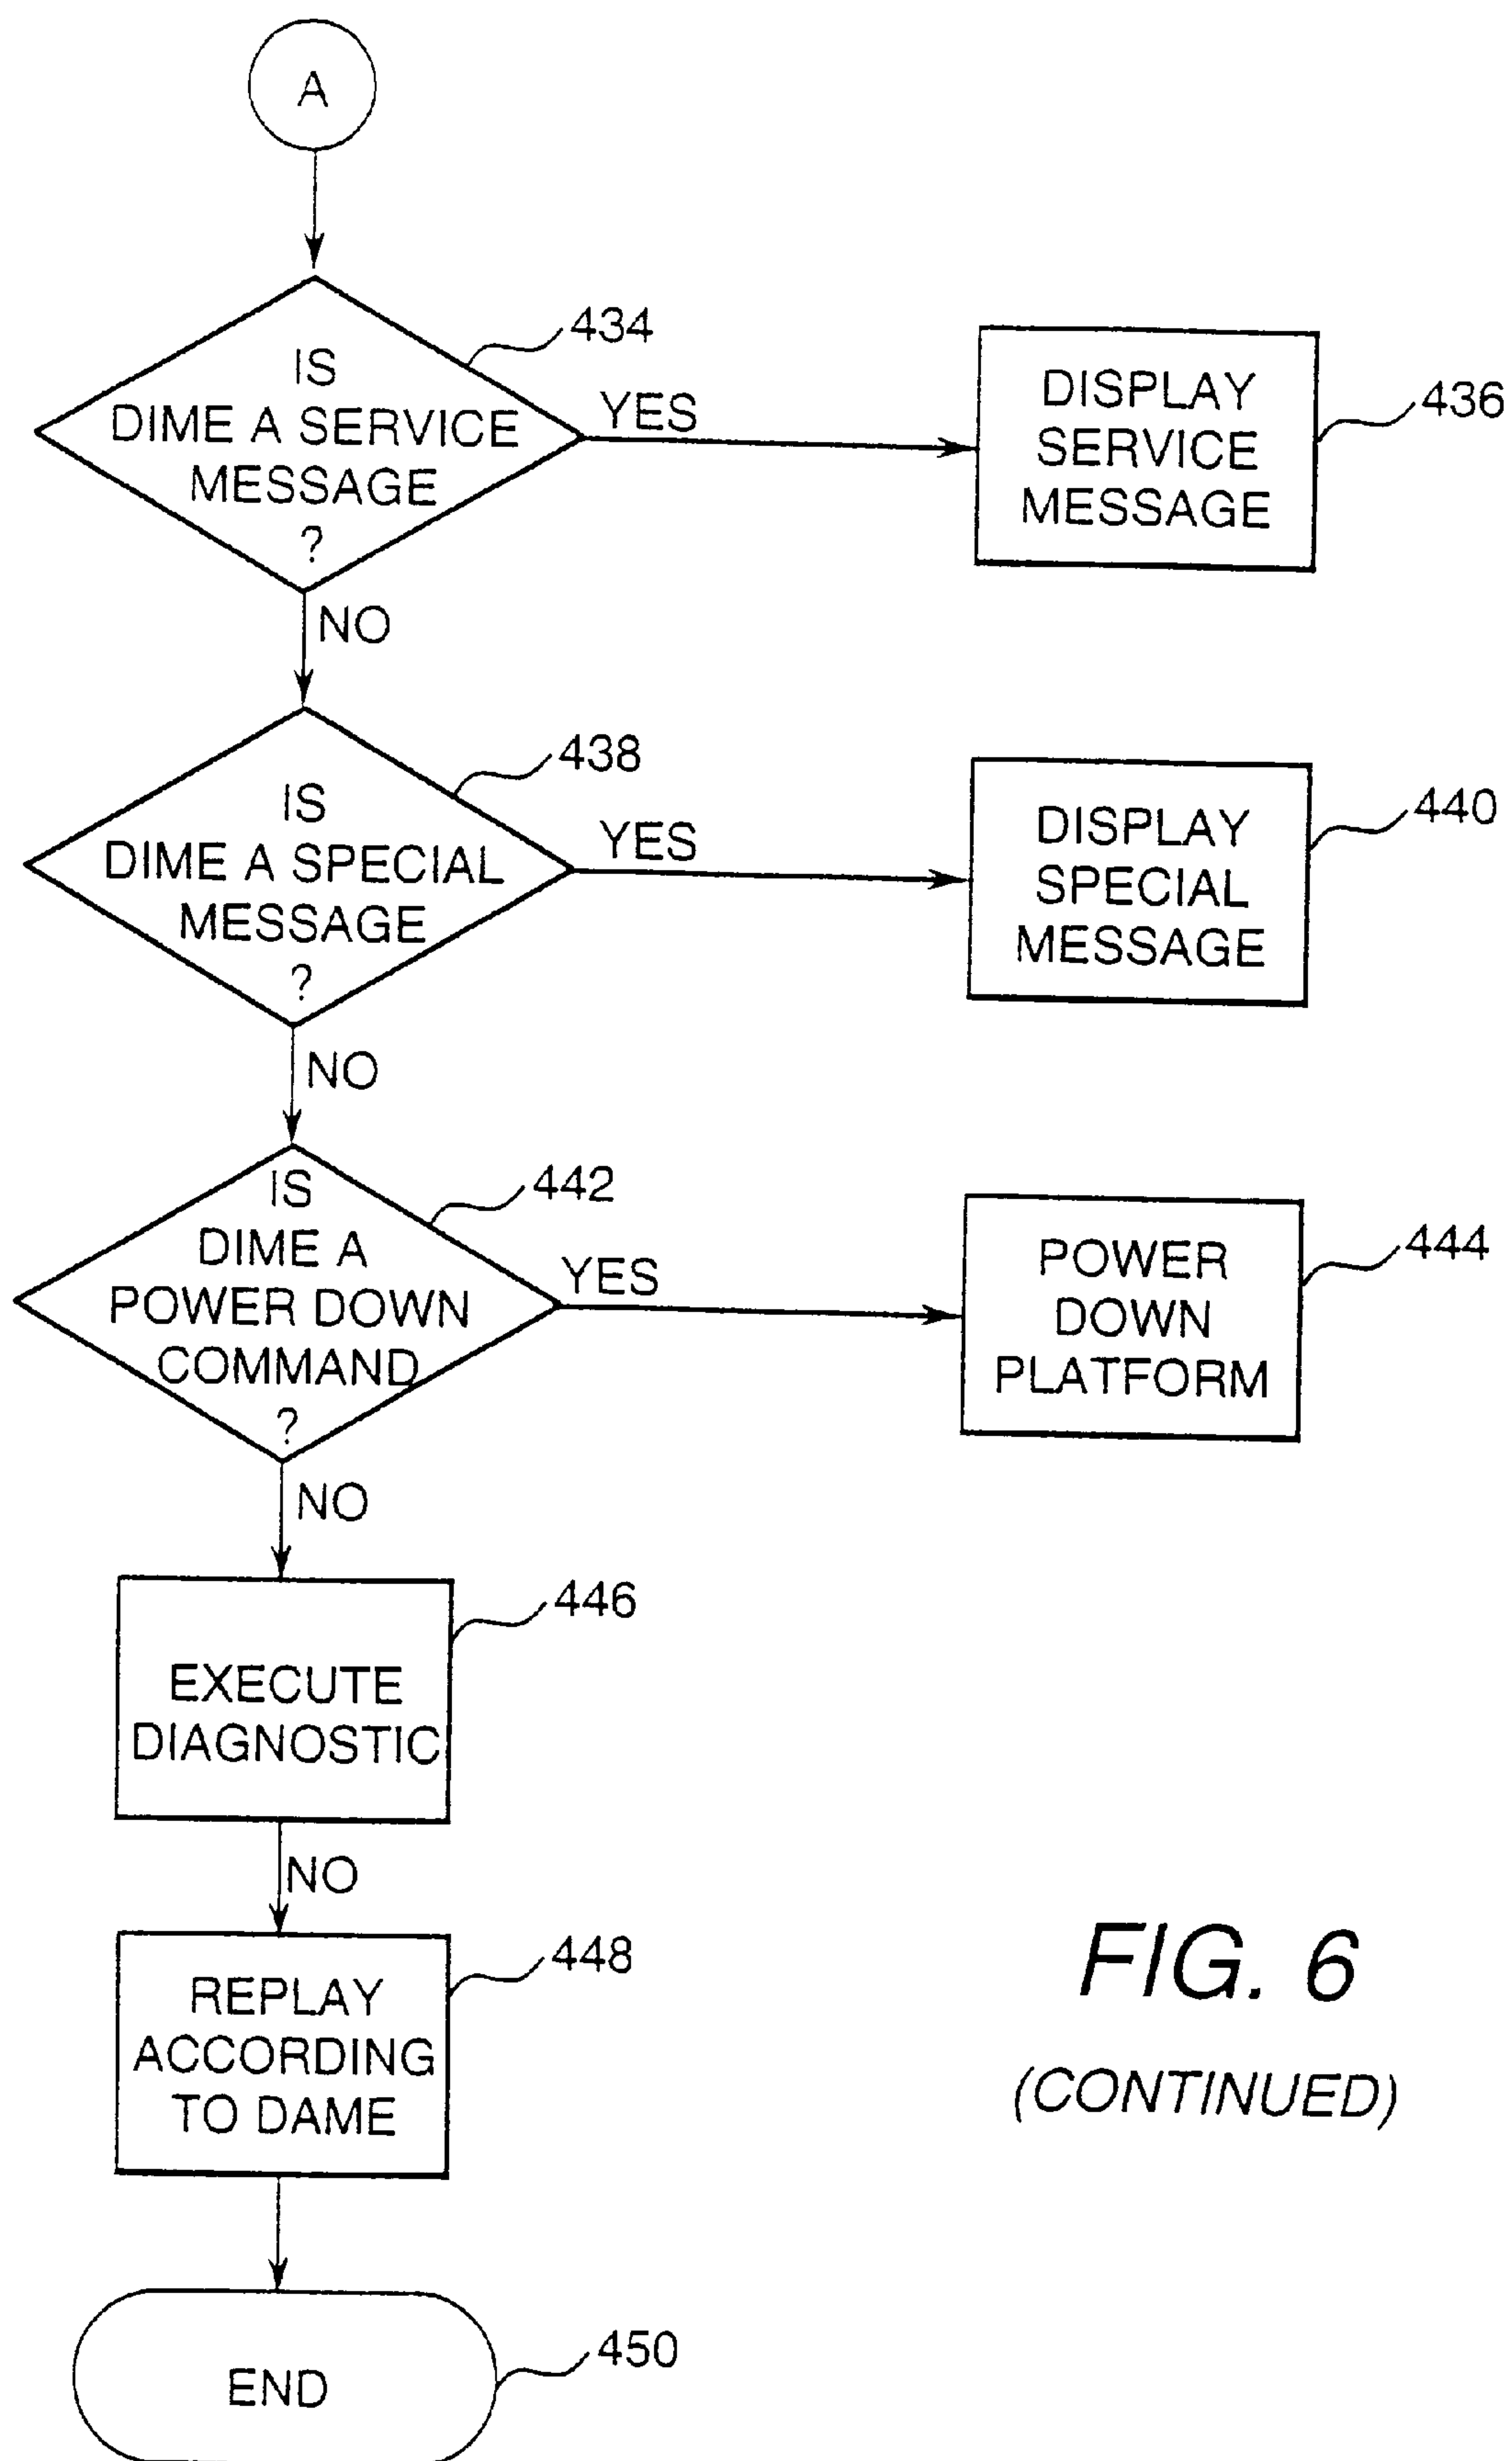 A
434
IS
DIME A SERVICE
MESSAGE
?
YES
DISPLAY
SERVICE
MESSAGE
436
NO
438
IS
DIME A SPECIAL
MESSAGE
?
YES
DISPLAY
SPECIAL
MESSAGE
440
NO
442
IS
DIME A
POWER DOWN
COMMAND
?
YES
POWER
DOWN
PLATFORM
444
NO
446
EXECUTE
DIAGNOSTIC
NO
448
REPLAY
ACCORDING
TO DAME
450
END
FIG. 6
(CONTINUED)